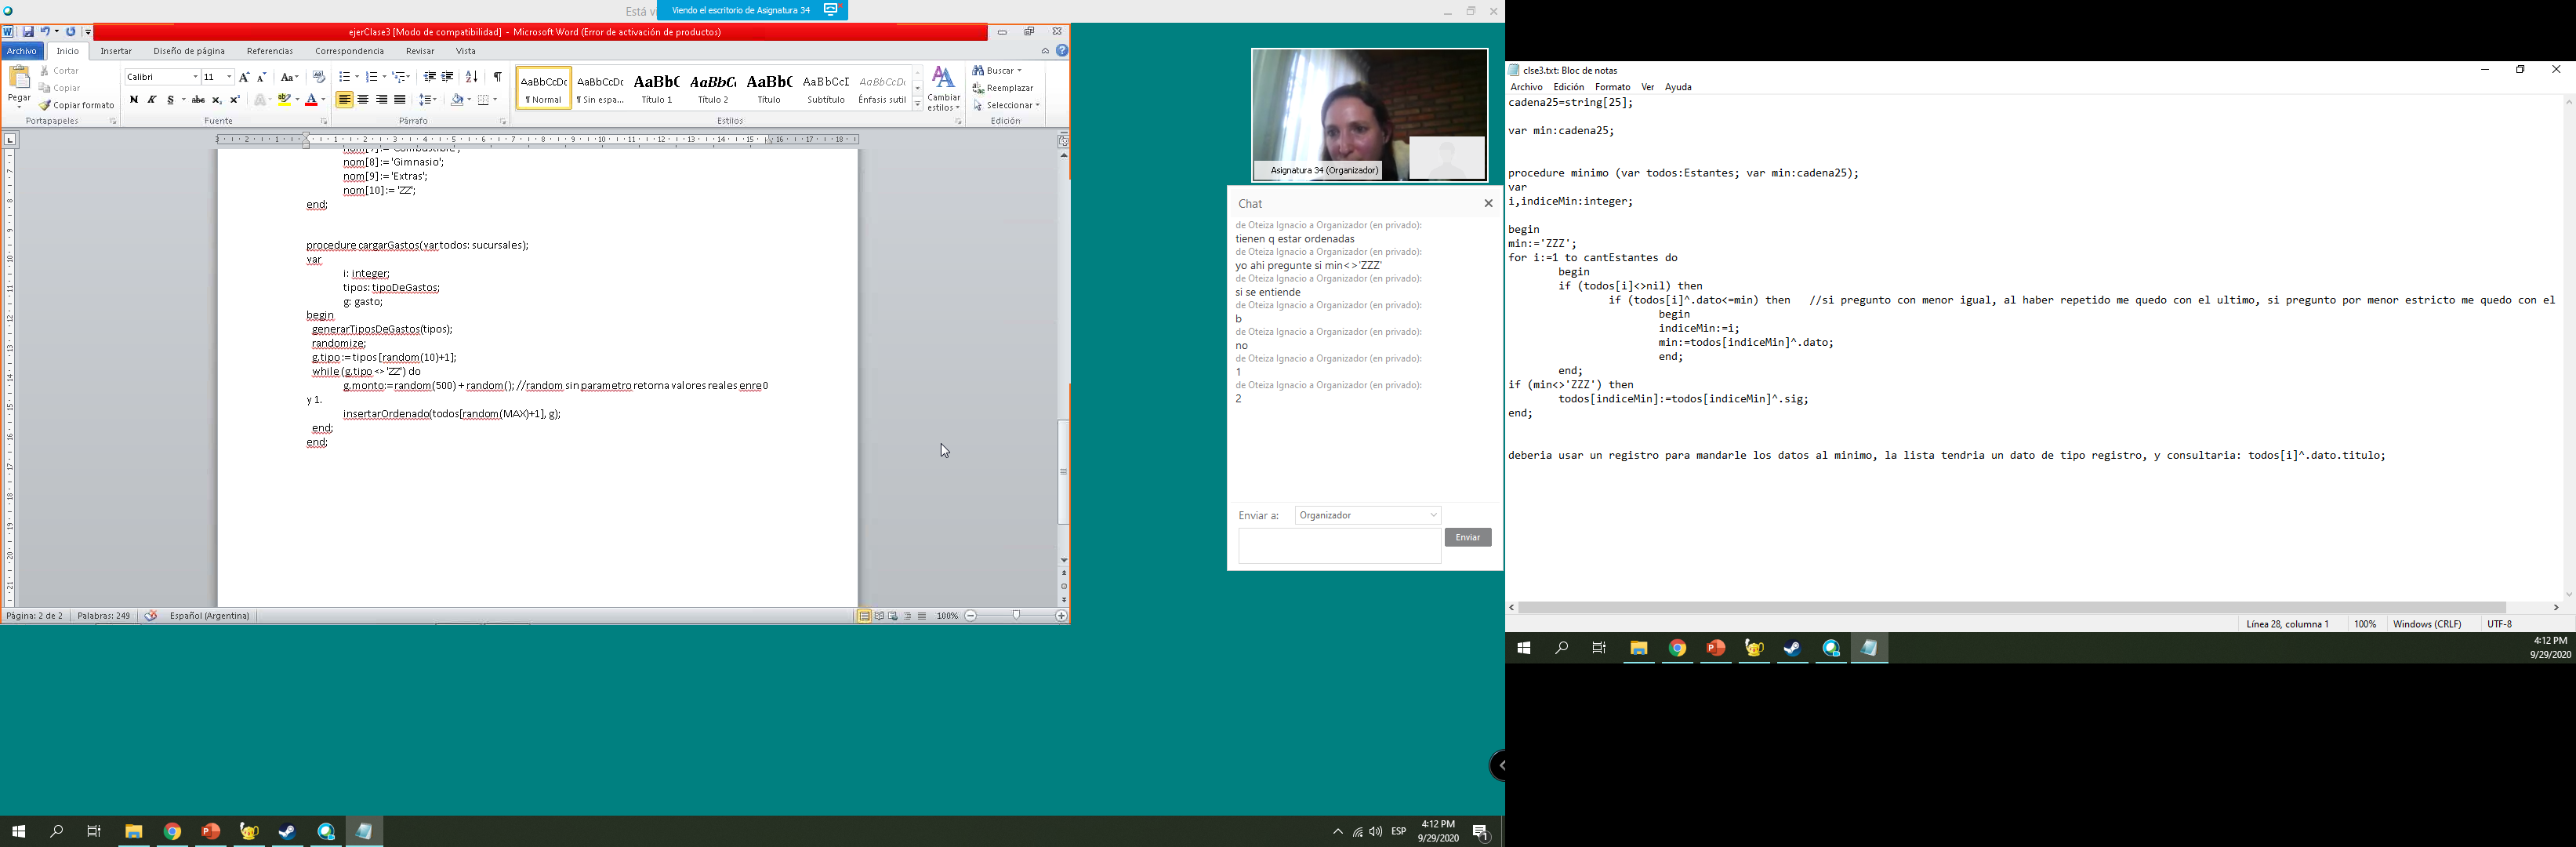 Está vi
Viendo el escritorio de Asignatura 34
ejerClase3 [Modo de compatibilidad] - Microsoft Word (Error de activación de productos)
Archivo Inicio Insertar Diseño de página Referencias Correspondencia Revisar Vista
Pegar
Cortar
Copiar
Copiar formato
Portapapeles
Calibri 11
Fuente
Párrafo
AaBbCcDc AaBbCcDc AaBbC AaBbC AaBbC AaBbCcI AaBbCcDc
¶ Normal ¶ Sin espa... Título 1 Título 2 Título Subtítulo Énfasis sutil
Estilos
Cambiar estilos
Buscar
Reemplazar
Seleccionar
Edición
nom[8]:= 'Gimnasio';
nom[9]:= 'Extras';
nom[10]:= 'ZZ';
end;
procedure cargarGastos(var todos: sucursales);
var
i: integer;
tipos: tipoDeGastos;
g: gasto;
begin
generarTiposDeGastos(tipos);
randomize;
g.tipo := tipos [random(10)+1];
while (g.tipo <> 'ZZ') do
g.monto:= random(500) + random(); //random sin parametro retorna valores reales enre 0
y 1.
insertarOrdenado(todos[random(MAX)+1], g);
end;
end;
Página: 2 de 2 Palabras: 249 Español (Argentina) 100%
Asignatura 34 (Organizador)
Chat
de Oteiza Ignacio a Organizador (en privado):
tienen q estar ordenadas
de Oteiza Ignacio a Organizador (en privado):
yo ahi pregunte si min<>'ZZZ'
de Oteiza Ignacio a Organizador (en privado):
si se entiende
de Oteiza Ignacio a Organizador (en privado):
b
de Oteiza Ignacio a Organizador (en privado):
no
de Oteiza Ignacio a Organizador (en privado):
1
de Oteiza Ignacio a Organizador (en privado):
2
Enviar a: Organizador
Enviar
ESP
4:12 PM
9/29/2020
1
clse3.txt: Bloc de notas
Archivo Edición Formato Ver Ayuda
cadena25=string[25];
var min:cadena25;
procedure minimo (var todos:Estantes; var min:cadena25);
var
i,indiceMin:integer;
begin
min:='ZZZ';
for i:=1 to cantEstantes do
begin
if (todos[i]<>nil) then
if (todos[i]^.dato<=min) then //si pregunto con menor igual, al haber repetido me quedo con el ultimo, si pregunto por menor estricto me quedo con el
begin
indiceMin:=i;
min:=todos[indiceMin]^.dato;
end;
end;
if (min<>'ZZZ') then
todos[indiceMin]:=todos[indiceMin]^.sig;
end;
deberia usar un registro para mandarle los datos al minimo, la lista tendria un dato de tipo registro, y consultaria: todos[i]^.dato.titulo;
Línea 28, columna 1 100% Windows (CRLF) UTF-8
4:12 PM
9/29/2020